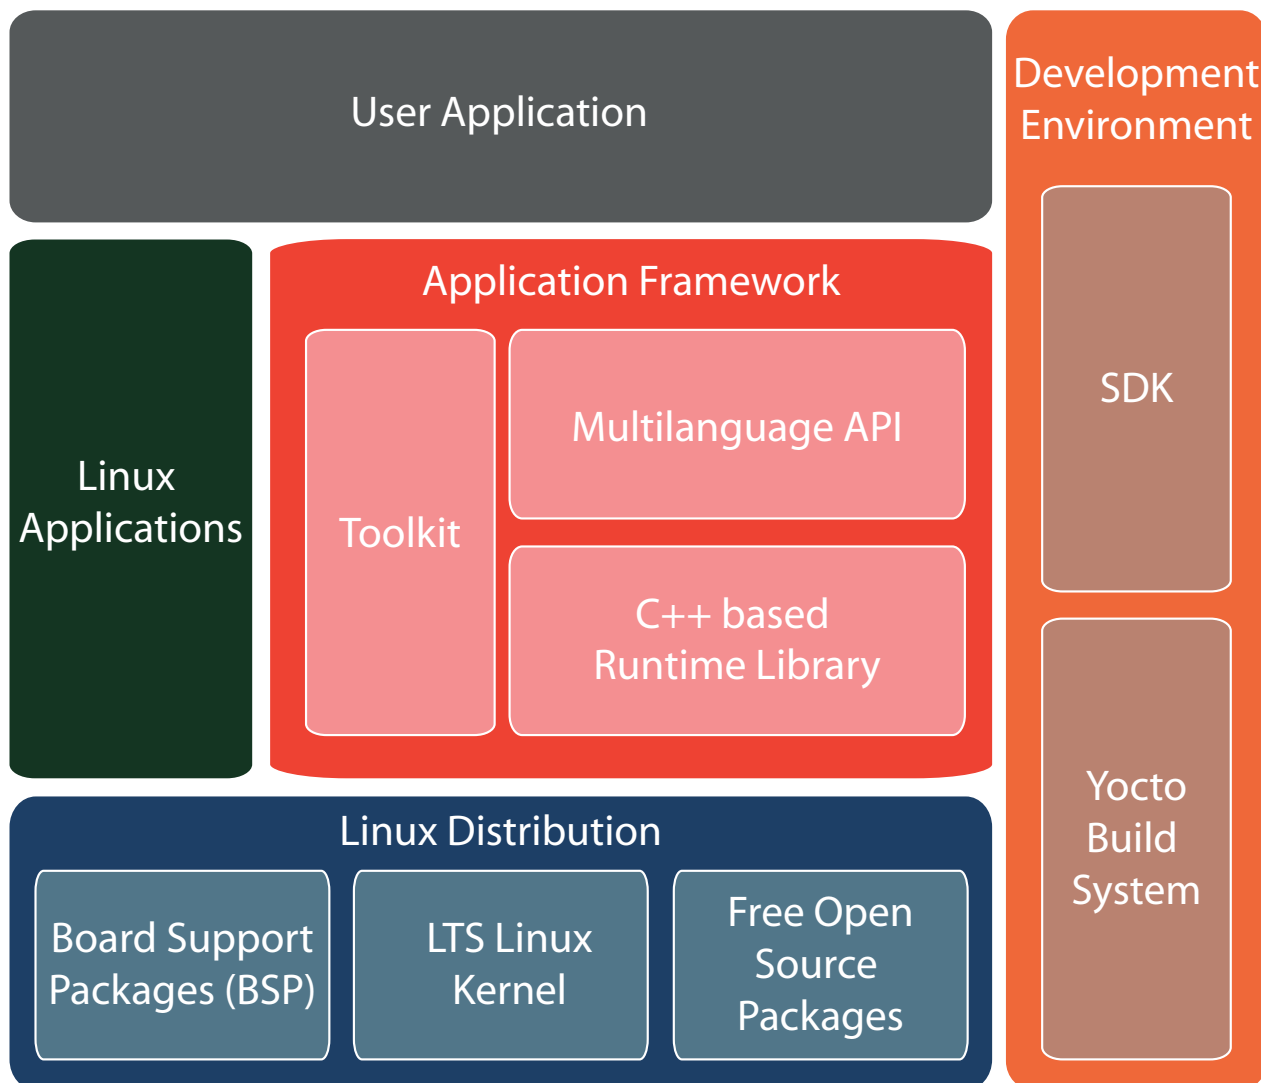 User Application
Development
Environment
SDK
Yocto
Build
System
Linux
Applications
Application Framework
Toolkit
Multilanguage API
C++ based
Runtime Library
Linux Distribution
Board Support
Packages (BSP)
LTS Linux
Kernel
Free Open
Source
Packages